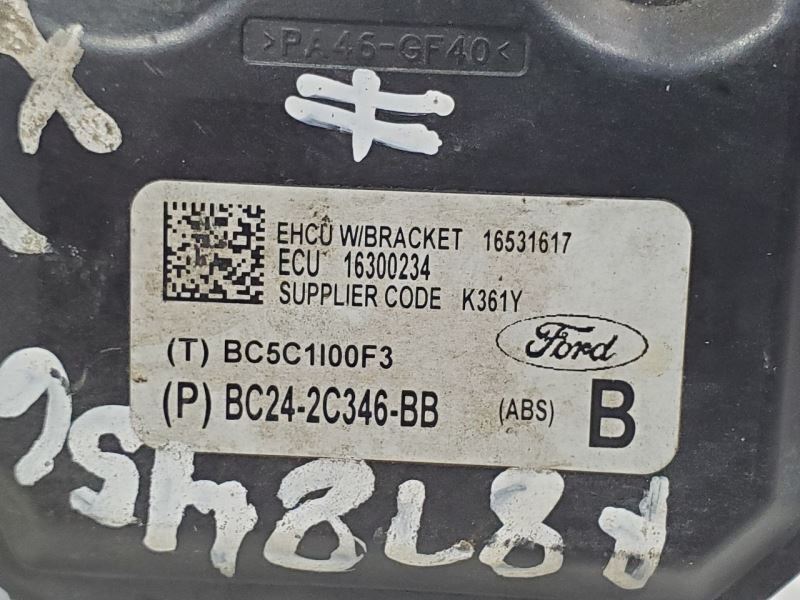 >PA46-GF40<
EHCU W/BRACKET 16531617
ECU 16300234
SUPPLIER CODE K361Y
(T) BC5C1I00F3
Ford
(P) BC24-2C346-BB (ABS) B